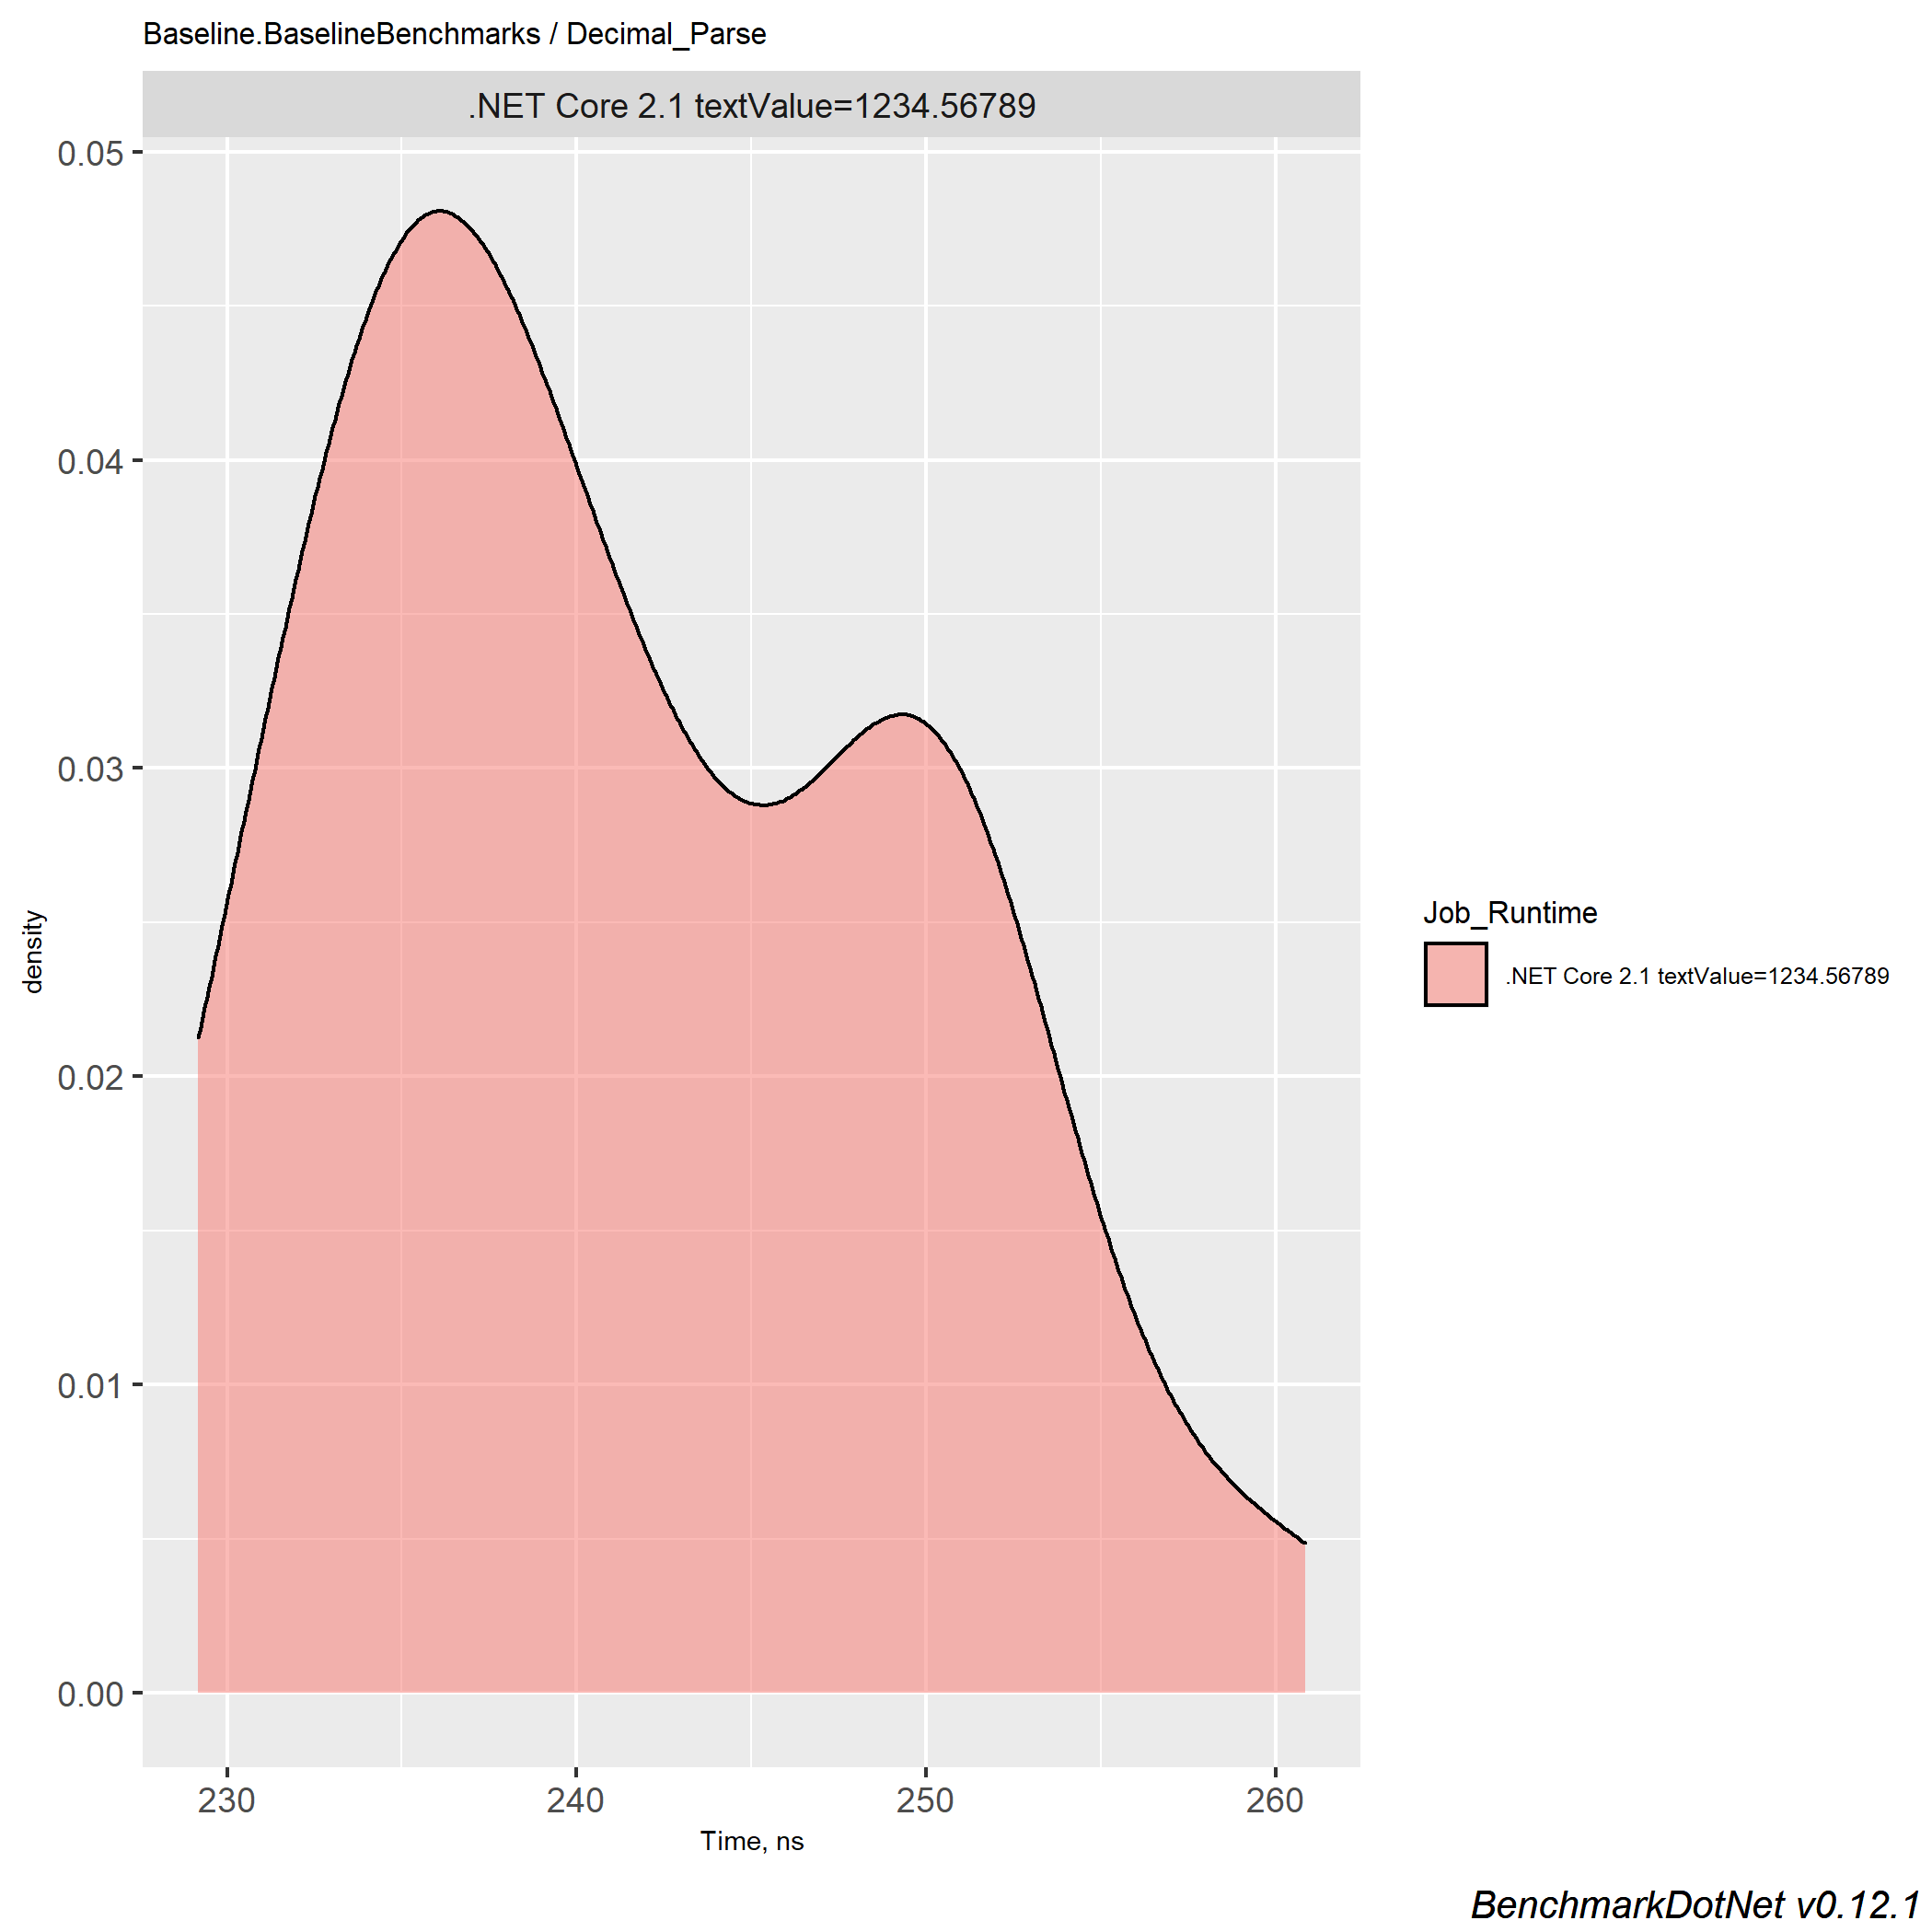 Baseline.BaselineBenchmarks / Decimal_Parse
.NET Core 2.1 textValue=1234.56789
0.05
0.04
0.03
0.02
0.01
0.00
density
230 240 250 260
Time, ns
Job_Runtime
.NET Core 2.1 textValue=1234.56789
BenchmarkDotNet v0.12.1